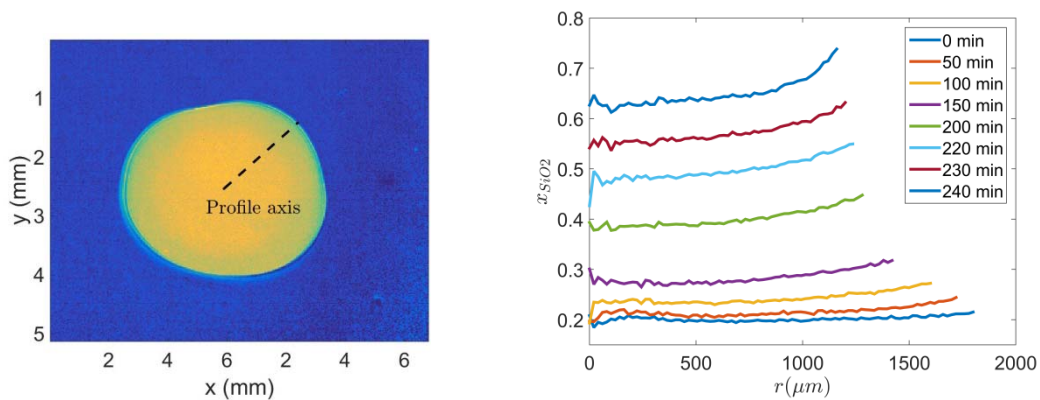 1
2
3
4
5
y (mm)
Profile axis
2
4
6
2
4
6
x (mm)
0.8
0.7
0.6
0.5
0.4
0.3
0.2
x_{SiO2}
0 min
50 min
100 min
150 min
200 min
220 min
230 min
240 min
0
500
1000
1500
2000
r(μm)